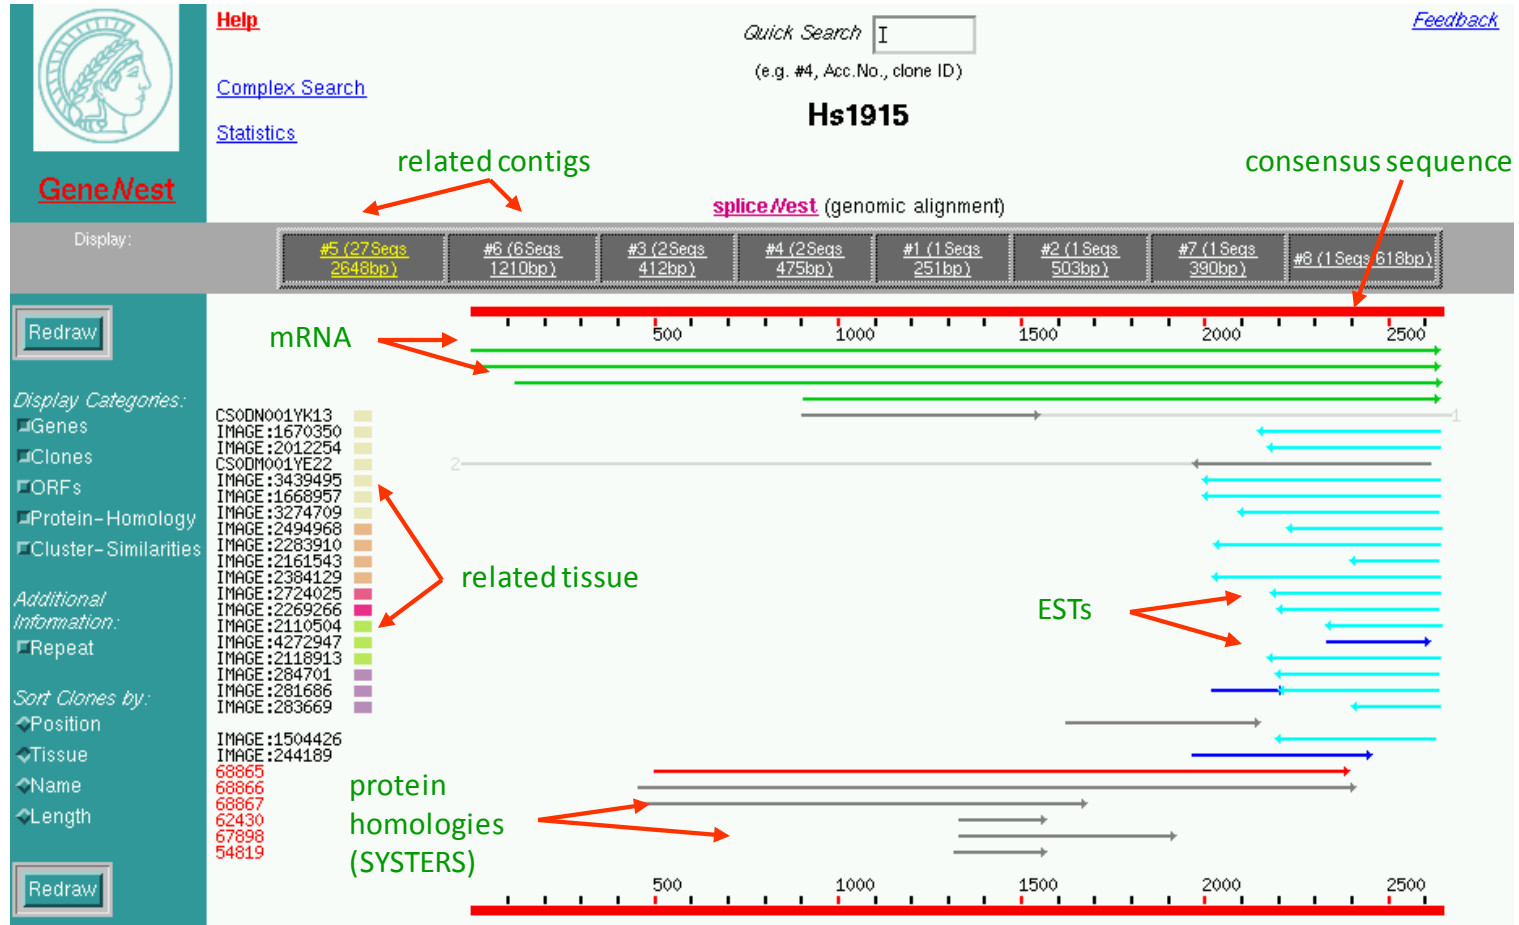 Help
Quick Search
Feedback
(e.g. #4, Acc.No., clone ID)
Complex Search
Hs1915
Statistics
related contigs
consensus sequence
GeneNest
spliceNest (genomic alignment)
Display:
#5 (27Seqs 2648bp)
#6 (6Seqs 1210bp)
#3 (2Seqs 412bp)
#4 (2Seqs 475bp)
#1 (1Seqs 251bp)
#2 (1Seqs 503bp)
#7 (1Seqs 390bp)
#8 (1Seqs 618bp)
Redraw
mRNA
500 1000 1500 2000 2500
Display Categories:
Genes
Clones
ORFs
Protein-Homology
Cluster-Similarities
Additional
Information:
Repeat
Sort Clones by:
Position
Tissue
Name
Length
Redraw
CS0DN001YK13
1
IMAGE:1670350
IMAGE:2012254
CS0DM001YE22
2
IMAGE:3439495
IMAGE:1668957
IMAGE:3274709
IMAGE:2494968
IMAGE:2283910
IMAGE:2161543
IMAGE:2384129
IMAGE:2724025
IMAGE:2269266
IMAGE:2110504
IMAGE:4272947
IMAGE:2118913
IMAGE:284701
IMAGE:281686
IMAGE:283669
IMAGE:1504426
IMAGE:244189
related tissue
ESTs
68865
68866
68867
62430
67898
54819
protein
homologies
(SYSTERS)
500 1000 1500 2000 2500